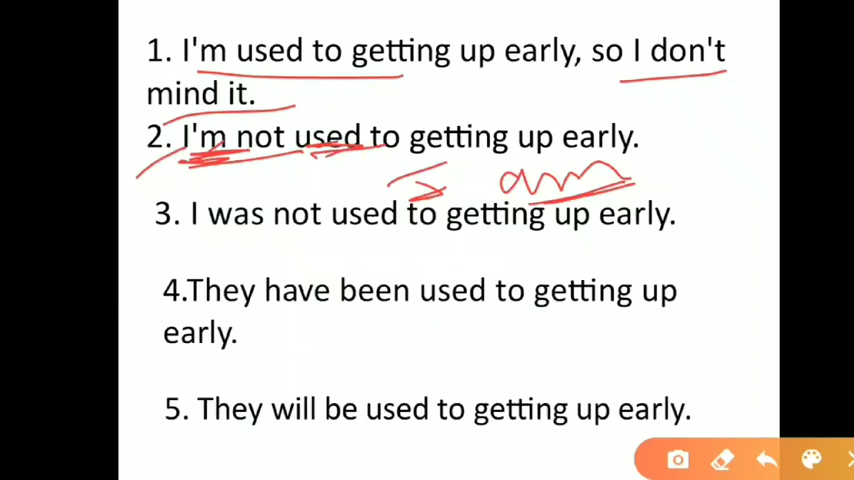 1. I'm used to getting up early, so I don't
mind it.
2. I'm not used to getting up early.
I am
3. I was not used to getting up early.
4.They have been used to getting up
early.
5. They will be used to getting up early.